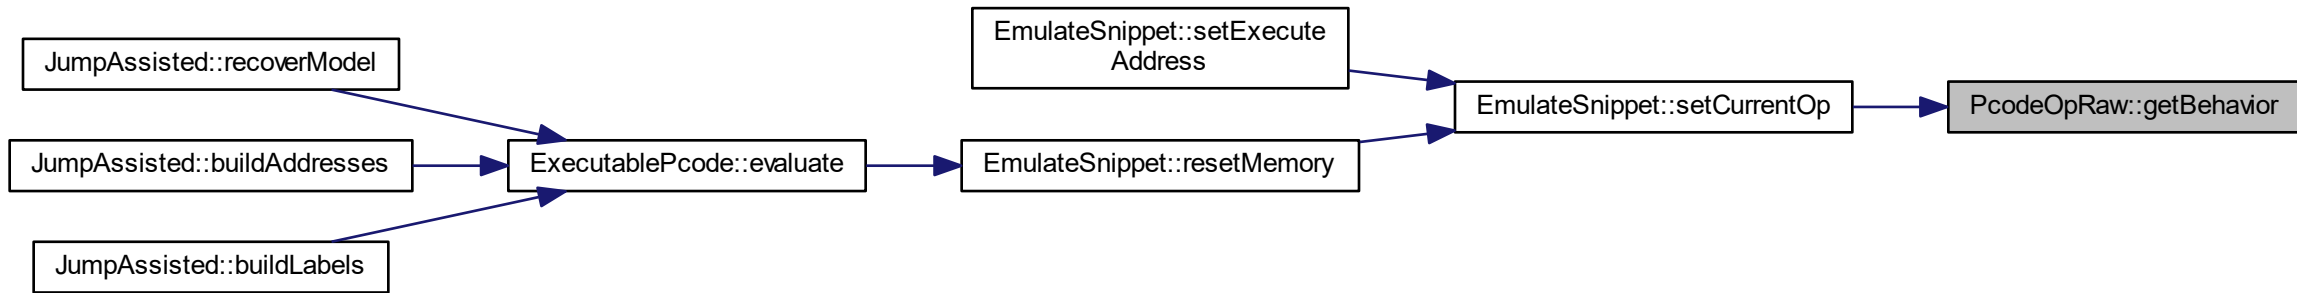 EmulateSnippet::setExecute
Address
JumpAssisted::recoverModel
EmulateSnippet::setCurrentOp
PcodeOpRaw::getBehavior
JumpAssisted::buildAddresses
ExecutablePcode::evaluate
EmulateSnippet::resetMemory
JumpAssisted::buildLabels